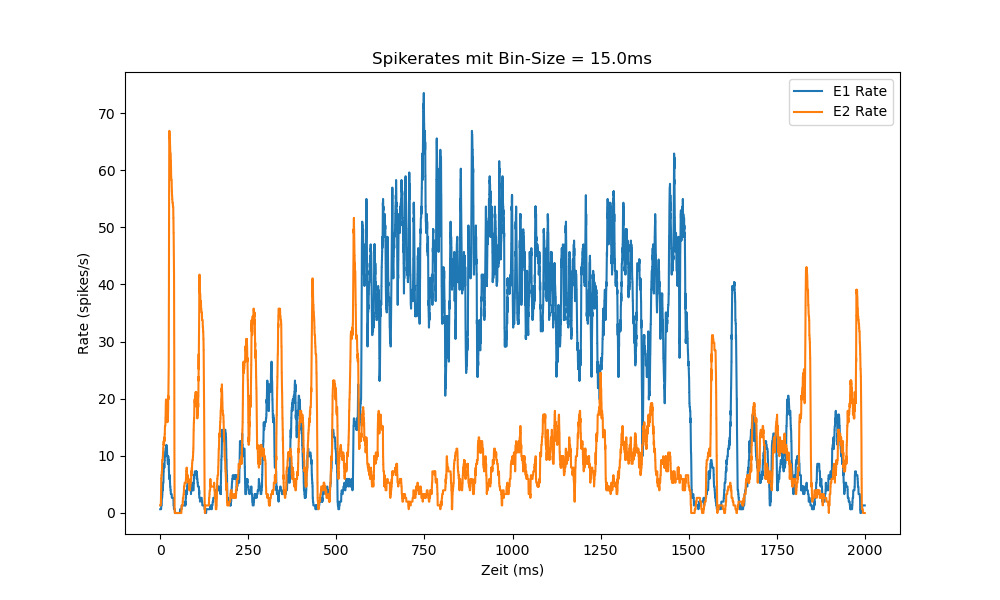 Spikerates mit Bin-Size = 15.0ms
E1 Rate
E2 Rate
Rate (spikes/s)
70
60
50
40
30
20
10
0
0 250 500 750 1000 1250 1500 1750 2000
Zeit (ms)